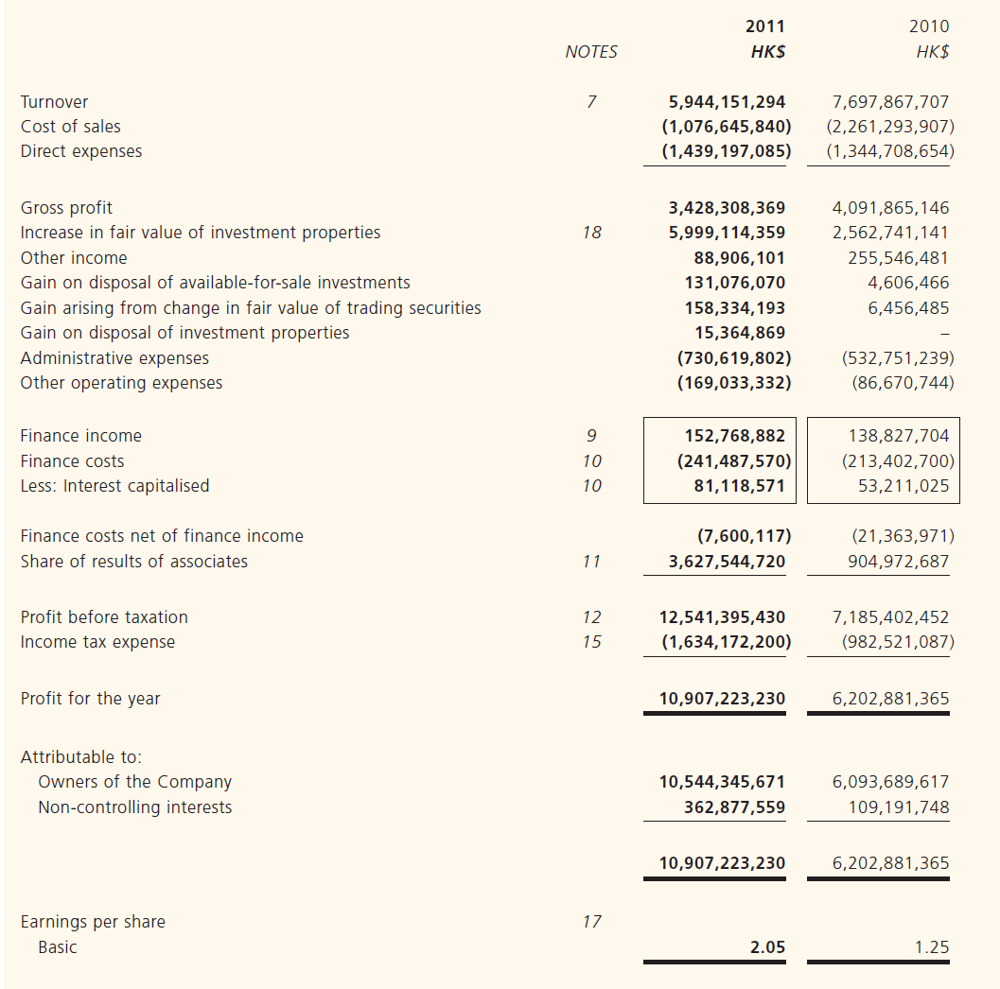 2011 2010
NOTES HK$ HK$
Turnover 7 5,944,151,294 7,697,867,707
Cost of sales (1,076,645,840) (2,261,293,907)
Direct expenses (1,439,197,085) (1,344,708,654)
Gross profit 3,428,308,369 4,091,865,146
Increase in fair value of investment properties 18 5,999,114,359 2,562,741,141
Other income 88,906,101 255,546,481
Gain on disposal of available-for-sale investments 131,076,070 4,606,466
Gain arising from change in fair value of trading securities 158,334,193 6,456,485
Gain on disposal of investment properties 15,364,869 –
Administrative expenses (730,619,802) (532,751,239)
Other operating expenses (169,033,332) (86,670,744)
Finance income 9 152,768,882 138,827,704
Finance costs 10 (241,487,570) (213,402,700)
Less: Interest capitalised 10 81,118,571 53,211,025
Finance costs net of finance income (7,600,117) (21,363,971)
Share of results of associates 11 3,627,544,720 904,972,687
Profit before taxation 12 12,541,395,430 7,185,402,452
Income tax expense 15 (1,634,172,200) (982,521,087)
Profit for the year 10,907,223,230 6,202,881,365
Attributable to:
Owners of the Company 10,544,345,671 6,093,689,617
Non-controlling interests 362,877,559 109,191,748
10,907,223,230 6,202,881,365
Earnings per share 17
Basic 2.05 1.25